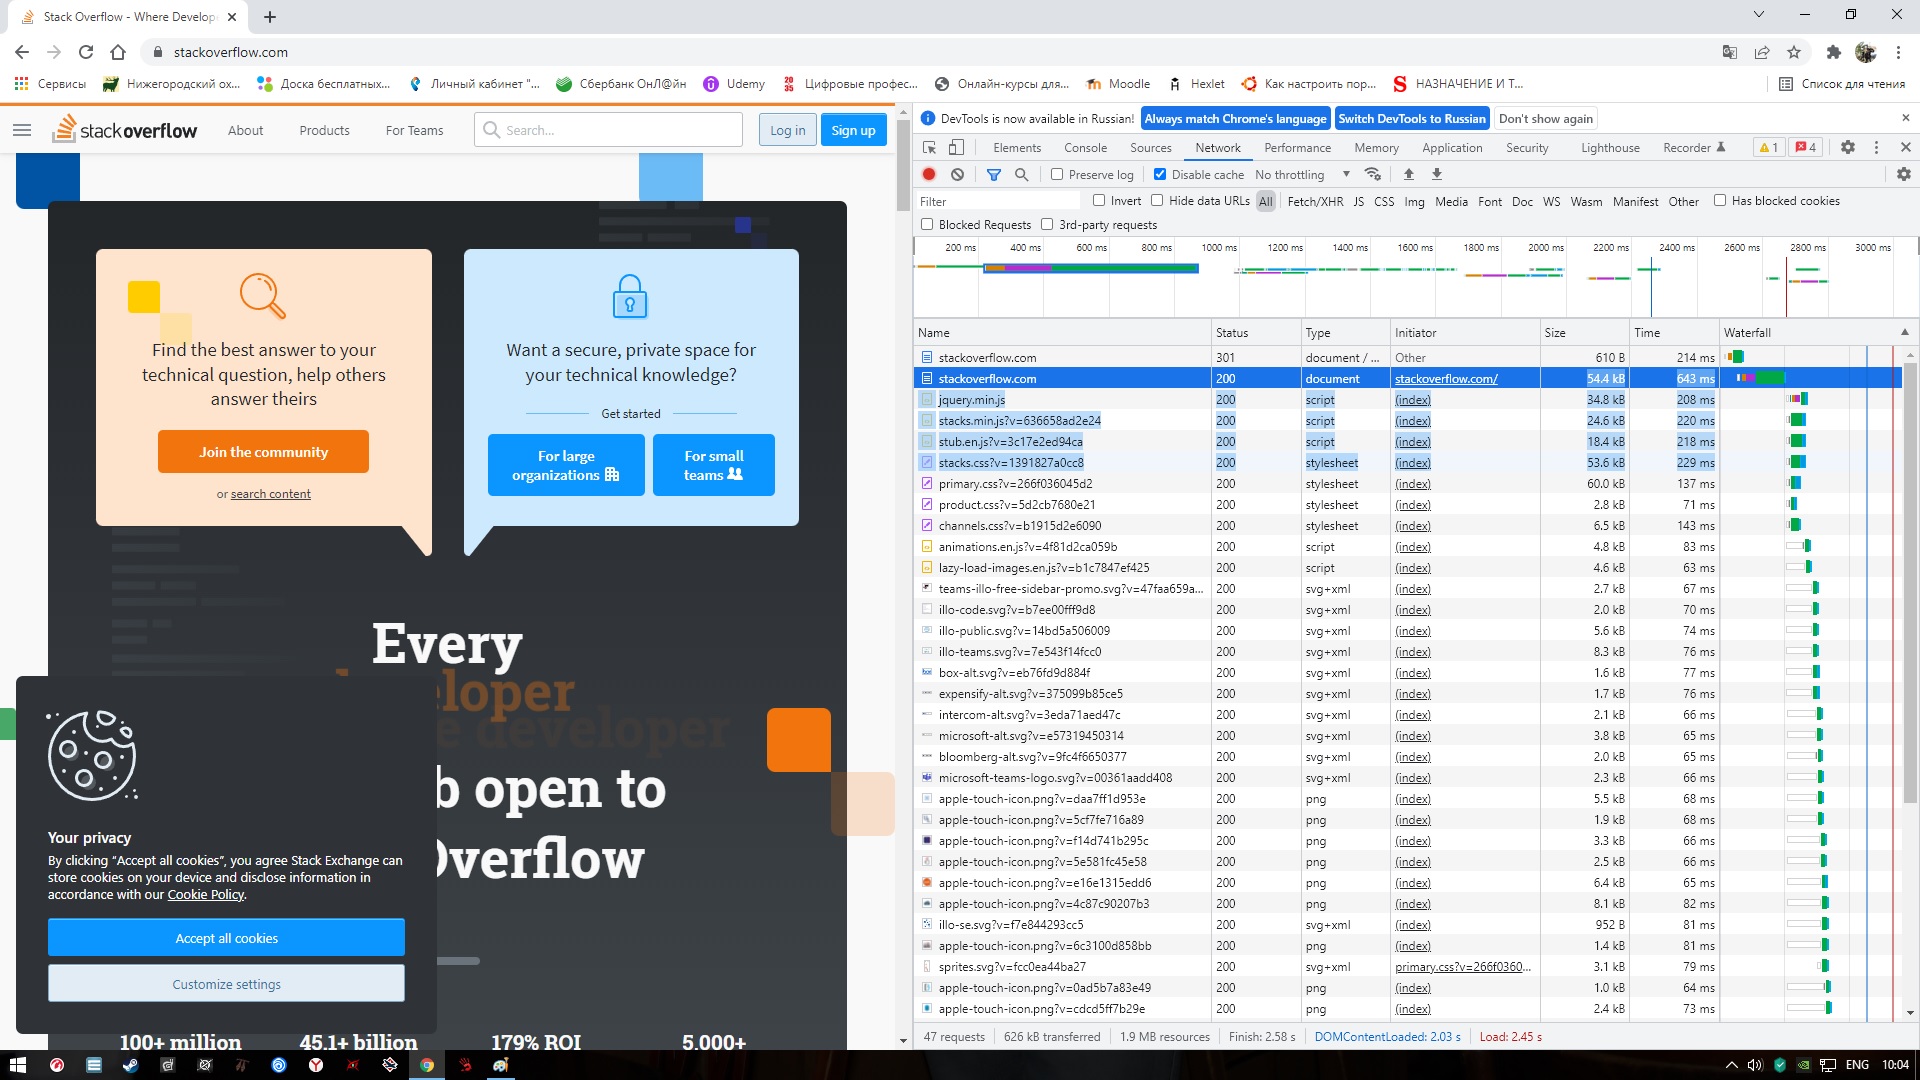 Stack Overflow - Where Develop
stackoverflow.com
Сервисы
Нижегородский ох...
Доска бесплатных...
Личный кабинет "...
Сбербанк ОнЛ@йн
Udemy
Цифровые профес...
Онлайн-курсы для...
Moodle
Hexlet
Как настроить пор...
НАЗНАЧЕНИЕ И Т...
Список для чтения
stackoverflow
About
Products
For Teams
Search...
Log in
Sign up
Find the best answer to your
technical question, help others
answer theirs
Join the community
or search content
Want a secure, private space for
your technical knowledge?
Get started
For large
organizations
For small
teams
Every
eloper
e developer
b open to
Overflow
Your privacy
By clicking “Accept all cookies”, you agree Stack Exchange can
store cookies on your device and disclose information in
accordance with our Cookie Policy.
Accept all cookies
Customize settings
100+ million
45.1+ billion
179% ROI
5,000+
DevTools is now available in Russian!
Always match Chrome's language
Switch DevTools to Russian
Don't show again
Elements Console Sources Network Performance Memory Application Security Lighthouse Recorder 1 4
Preserve log Disable cache No throttling
Filter Invert Hide data URLs All Fetch/XHR JS CSS Img Media Font Doc WS Wasm Manifest Other Has blocked cookies
Blocked Requests 3rd-party requests
200 ms 400 ms 600 ms 800 ms 1000 ms 1200 ms 1400 ms 1600 ms 1800 ms 2000 ms 2200 ms 2400 ms 2600 ms 2800 ms 3000 ms
Name Status Type Initiator Size Time Waterfall
stackoverflow.com 301 document / ... Other 610 B 214 ms
stackoverflow.com 200 document stackoverflow.com/ 54.4 kB 643 ms
jquery.min.js 200 script (index) 34.8 kB 208 ms
stacks.min.js?v=636658ad2e24 200 script (index) 24.6 kB 220 ms
stub.en.js?v=3c17e2ed94ca 200 script (index) 18.4 kB 218 ms
stacks.css?v=1391827a0cc8 200 stylesheet (index) 53.6 kB 229 ms
primary.css?v=266f036045d2 200 stylesheet (index) 60.0 kB 137 ms
product.css?v=5d2cb7680e21 200 stylesheet (index) 2.8 kB 71 ms
channels.css?v=b1915d2e6090 200 stylesheet (index) 6.5 kB 143 ms
animations.en.js?v=4f81d2ca059b 200 script (index) 4.8 kB 83 ms
lazy-load-images.en.js?v=b1c7847ef425 200 script (index) 4.6 kB 63 ms
teams-illo-free-sidebar-promo.svg?v=47faa659a... 200 svg+xml (index) 2.7 kB 67 ms
illo-code.svg?v=b7ee00fff9d8 200 svg+xml (index) 2.0 kB 70 ms
illo-public.svg?v=14bd5a506009 200 svg+xml (index) 5.6 kB 74 ms
illo-teams.svg?v=7e543f14fcc0 200 svg+xml (index) 8.3 kB 76 ms
box-alt.svg?v=eb76fd9d884f 200 svg+xml (index) 1.6 kB 77 ms
expensify-alt.svg?v=375099b85ce5 200 svg+xml (index) 1.7 kB 76 ms
intercom-alt.svg?v=3eda71aed47c 200 svg+xml (index) 2.1 kB 66 ms
microsoft-alt.svg?v=e57319450314 200 svg+xml (index) 3.8 kB 65 ms
bloomberg-alt.svg?v=9fc4f6650377 200 svg+xml (index) 2.0 kB 65 ms
microsoft-teams-logo.svg?v=00361aadd408 200 svg+xml (index) 2.3 kB 66 ms
apple-touch-icon.png?v=daa7ff1d953e 200 png (index) 5.5 kB 68 ms
apple-touch-icon.png?v=5cf7fe716a89 200 png (index) 1.9 kB 68 ms
apple-touch-icon.png?v=f14d741b295c 200 png (index) 3.3 kB 66 ms
apple-touch-icon.png?v=5e581fc45e58 200 png (index) 2.5 kB 66 ms
apple-touch-icon.png?v=e16e1315edd6 200 png (index) 6.4 kB 65 ms
apple-touch-icon.png?v=4c87c90207b3 200 png (index) 8.1 kB 82 ms
illo-se.svg?v=f7e844293cc5 200 svg+xml (index) 952 B 81 ms
apple-touch-icon.png?v=6c3100d858bb 200 png (index) 1.4 kB 81 ms
sprites.svg?v=fcc0ea44ba27 200 svg+xml primary.css?v=266f0360... 3.1 kB 79 ms
apple-touch-icon.png?v=0ad5b7a83e49 200 png (index) 1.0 kB 64 ms
apple-touch-icon.png?v=cdcd5ff7b29e 200 png (index) 2.4 kB 73 ms
47 requests 626 kB transferred 1.9 MB resources Finish: 2.58 s DOMContentLoaded: 2.03 s Load: 2.45 s
ENG 10:04